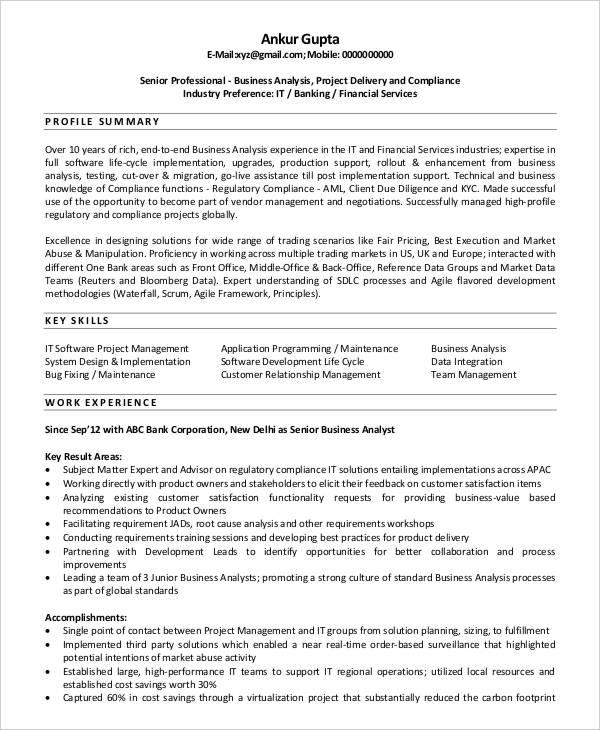 Ankur Gupta
E-Mail:xyz@gmail.com; Mobile: 0000000000
Senior Professional - Business Analysis, Project Delivery and Compliance
Industry Preference: IT / Banking / Financial Services
PROFILE SUMMARY
Over 10 years of rich, end-to-end Business Analysis experience in the IT and Financial Services industries; expertise in
full software life-cycle implementation, upgrades, production support, rollout & enhancement from business
analysis, testing, cut-over & migration, go-live assistance till post implementation support. Technical and business
knowledge of Compliance functions - Regulatory Compliance - AML, Client Due Diligence and KYC. Made successful
use of the opportunity to become part of vendor management and negotiations. Successfully managed high-profile
regulatory and compliance projects globally.
Excellence in designing solutions for wide range of trading scenarios like Fair Pricing, Best Execution and Market
Abuse & Manipulation. Proficiency in working across multiple trading markets in US, UK and Europe; interacted with
different One Bank areas such as Front Office, Middle-Office & Back-Office, Reference Data Groups and Market Data
Teams (Reuters and Bloomberg Data). Expert understanding of SDLC processes and Agile flavored development
methodologies (Waterfall, Scrum, Agile Framework, Principles).
KEY SKILLS
IT Software Project Management Application Programming / Maintenance Business Analysis
System Design & Implementation Software Development Life Cycle Data Integration
Bug Fixing / Maintenance Customer Relationship Management Team Management
WORK EXPERIENCE
Since Sep'12 with ABC Bank Corporation, New Delhi as Senior Business Analyst
Key Result Areas:
• Subject Matter Expert and Advisor on regulatory compliance IT solutions entailing implementations across APAC
• Working directly with product owners and stakeholders to elicit their feedback on customer satisfaction items
• Analyzing existing customer satisfaction functionality requests for providing business-value based
recommendations to Product Owners
• Facilitating requirement JADs, root cause analysis and other requirements workshops
• Conducting requirements training sessions and developing best practices for product delivery
• Partnering with Development Leads to identify opportunities for better collaboration and process
improvements
• Leading a team of 3 Junior Business Analysts; promoting a strong culture of standard Business Analysis processes
as part of global standards
Accomplishments:
• Single point of contact between Project Management and IT groups from solution planning, sizing, to fulfillment
• Implemented third party solutions which enabled a near real-time order-based surveillance that highlighted
potential intentions of market abuse activity
• Established large, high-performance IT teams to support IT regional operations; utilized local resources and
established cost savings worth 30%
• Captured 60% in cost savings through a virtualization project that substantially reduced the carbon footprint